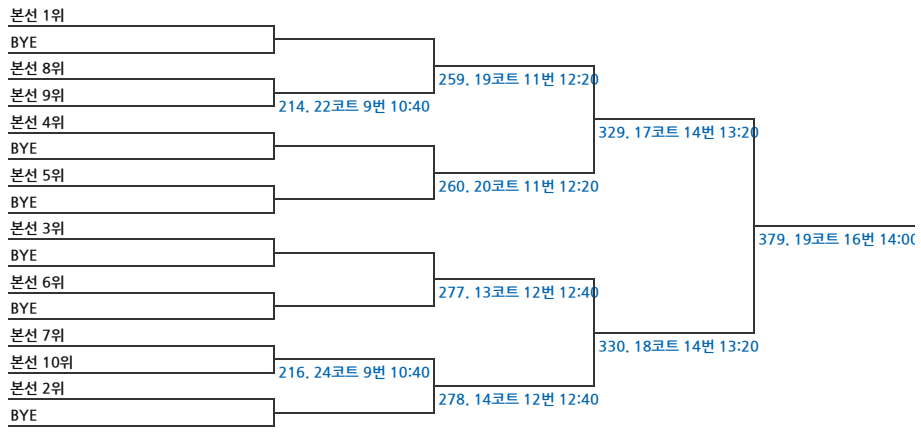 본선 1위
BYE
본선 8위
본선 9위
본선 4위
BYE
본선 5위
BYE
본선 3위
BYE
본선 6위
BYE
본선 7위
본선 10위
본선 2위
BYE
214. 22코트 9번 10:40
216. 24코트 9번 10:40
259. 19코트 11번 12:20
260. 20코트 11번 12:20
277. 13코트 12번 12:40
278. 14코트 12번 12:40
329. 17코트 14번 13:20
330. 18코트 14번 13:20
379. 19코트 16번 14:00